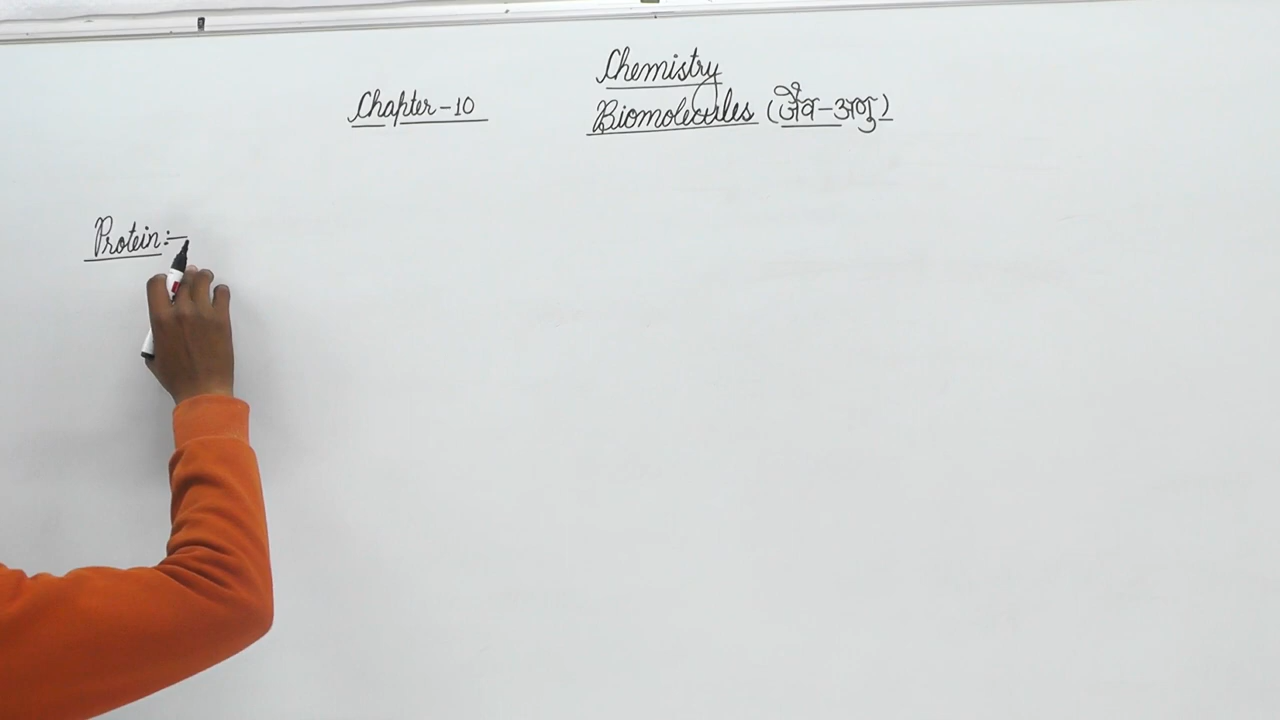 Chemistry
Chapter-10 Biomolecules (जैव-अणु)
Protein:-